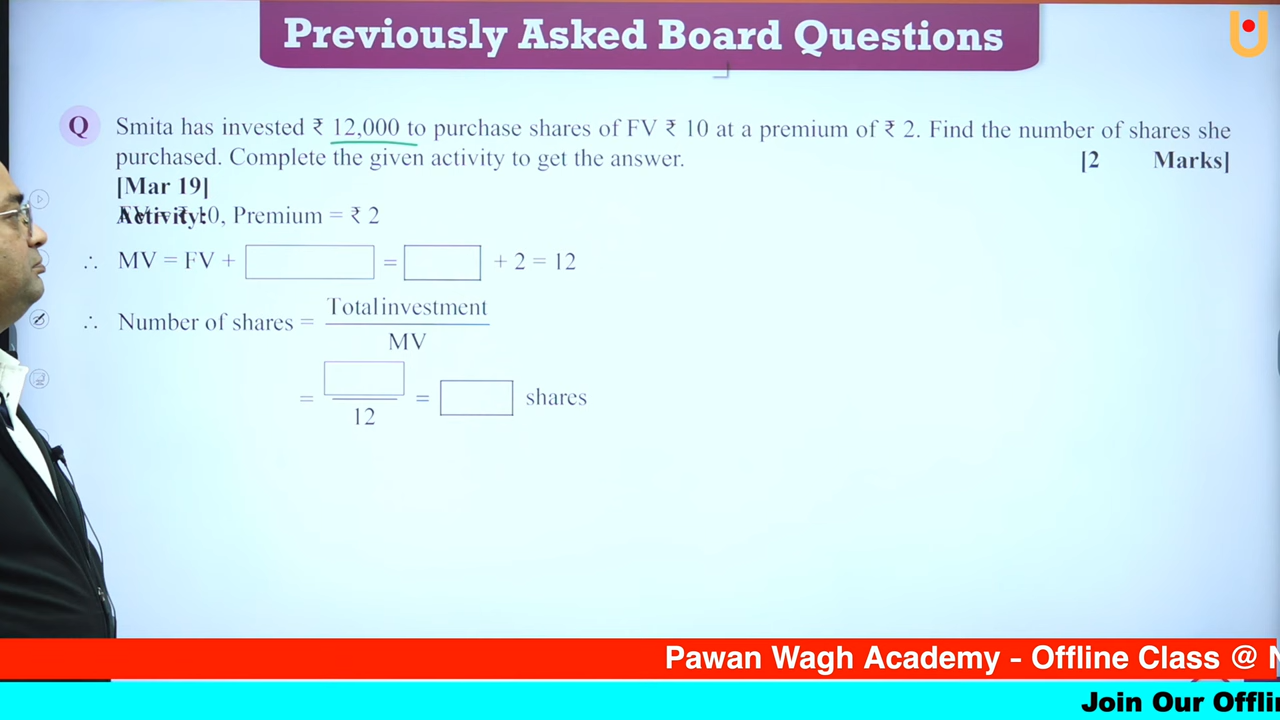 Previously Asked Board Questions
Q Smita has invested ₹ 12,000 to purchase shares of FV ₹ 10 at a premium of ₹ 2. Find the number of shares she
purchased. Complete the given activity to get the answer. [2 Marks]
[Mar 19]
Activity:
FV = ₹ 10, Premium = ₹ 2
∴ MV = FV + = + 2 = 12
∴ Number of shares = Total investment
MV
= = shares
12
Pawan Wagh Academy - Offline Class @
Join Our